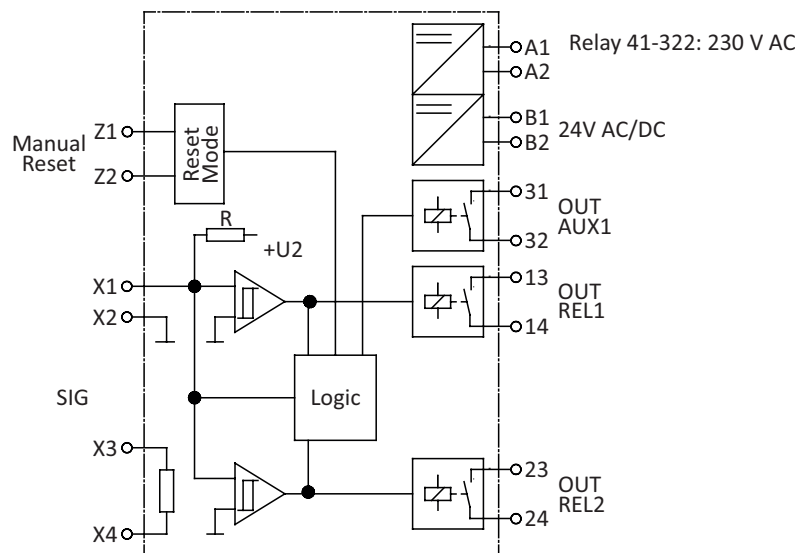 A1
Relay 41-322: 230 V AC
A2
B1
24V AC/DC
B2
Manual
Reset
Z1
Z2
Reset
Mode
31
OUT
AUX1
32
R
+U2
X1
X2
13
OUT
REL1
14
Logic
SIG
X3
X4
23
OUT
REL2
24